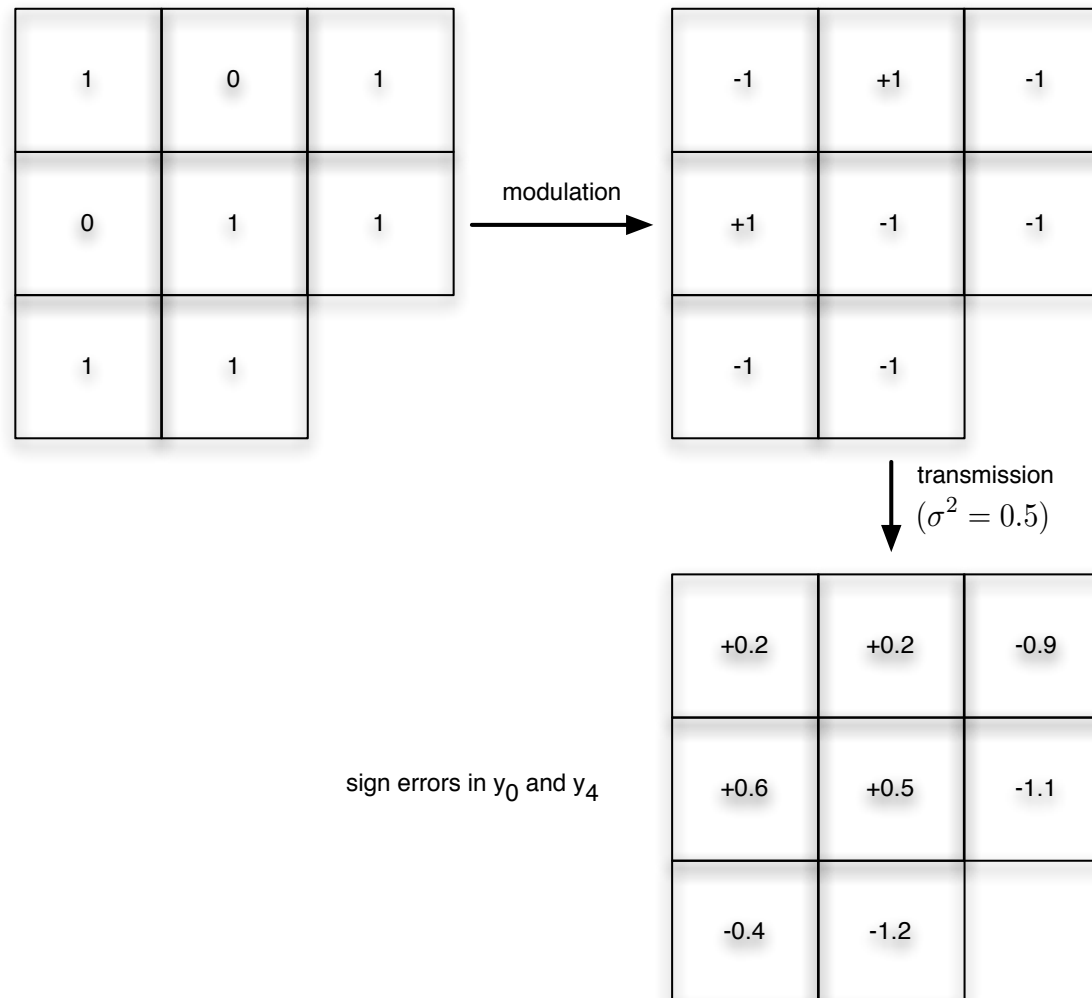 1 0 1 -1 +1 -1
modulation
0 1 1 +1 -1 -1
1 1 -1 -1
transmission
(σ² = 0.5)
+0.2 +0.2 -0.9
sign errors in y₀ and y₄ +0.6 +0.5 -1.1
-0.4 -1.2